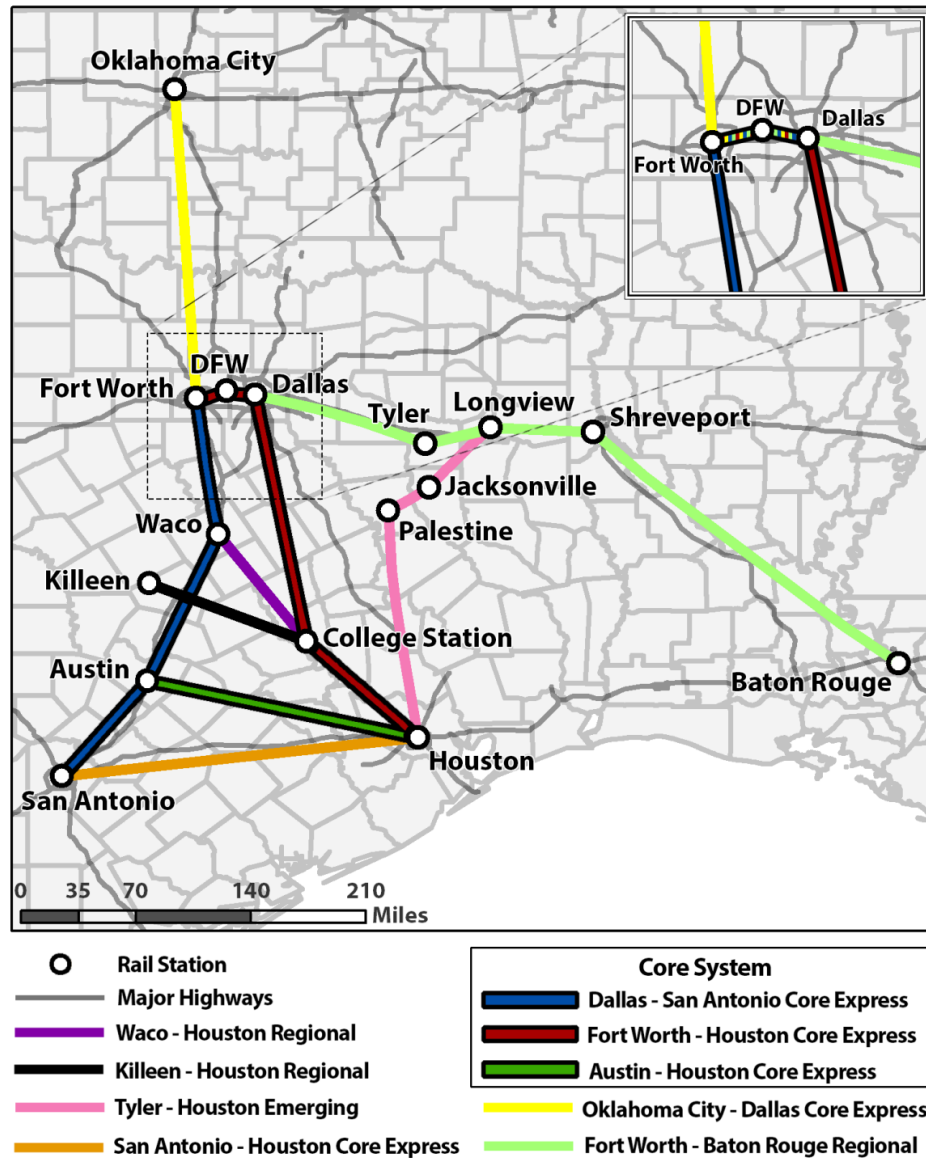 Oklahoma City
DFW
Dallas
Fort Worth
DFW
Fort Worth
Dallas
Tyler
Longview
Shreveport
Jacksonville
Palestine
Waco
Killeen
College Station
Austin
Baton Rouge
Houston
San Antonio
0 35 70 140 210
Miles
Rail Station
Major Highways
Waco - Houston Regional
Killeen - Houston Regional
Tyler - Houston Emerging
San Antonio - Houston Core Express
Core System
Dallas - San Antonio Core Express
Fort Worth - Houston Core Express
Austin - Houston Core Express
Oklahoma City - Dallas Core Express
Fort Worth - Baton Rouge Regional